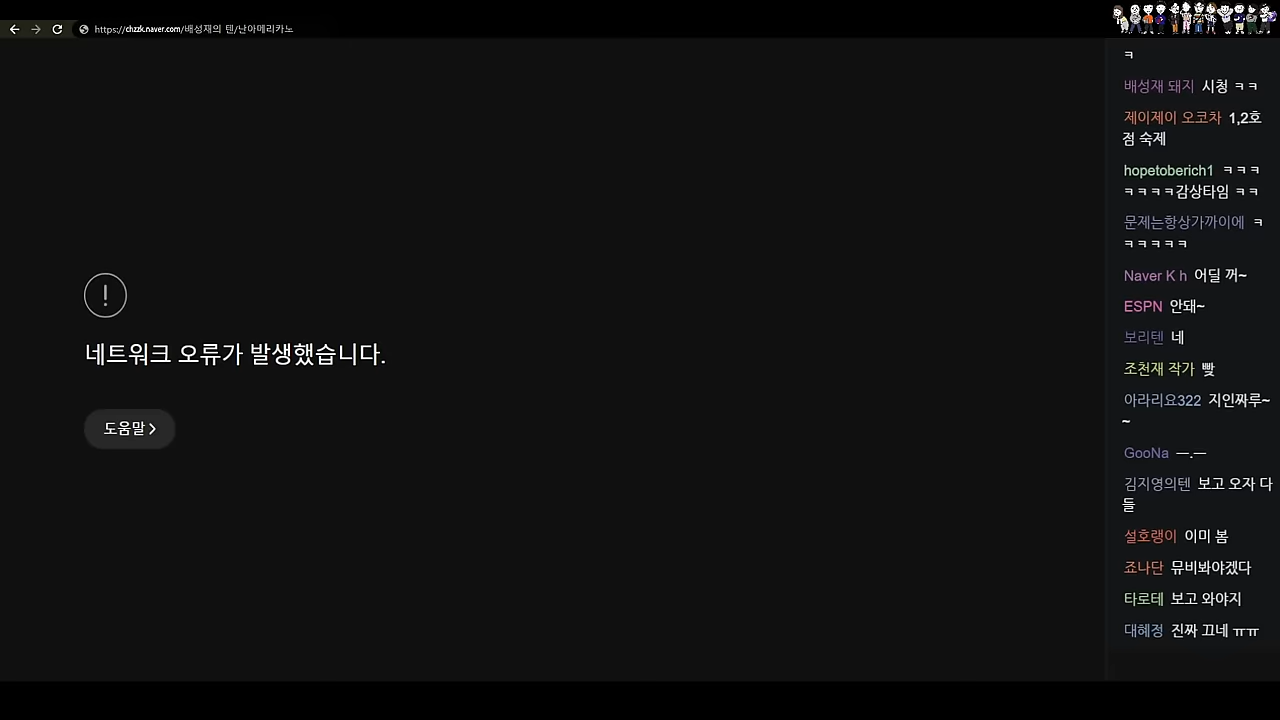 https://chzzk.naver.com/배성재의 텐/난아메리카노
네트워크 오류가 발생했습니다.
도움말
ㅋ
배성재 돼지 시청 ㅋㅋ
제이제이 오코차 1,2호
점 숙제
hopetoberich1 ㅋㅋㅋ
ㅋㅋㅋㅋ감상타임 ㅋㅋ
문제는항상가까이에 ㅋ
ㅋㅋㅋㅋㅋ
Naver K h 어딜 꺼~
ESPN 안돼~
보리텐 네
조천재 작가 빷
아라리요322 지인짜루~
~
GooNa ㅡ.ㅡ
김지영의텐 보고 오자 다
들
설호랭이 이미 봄
죠나단 뮤비봐야겠다
타로테 보고 와야지
대혜정 진짜 끄네 ㅠㅠ